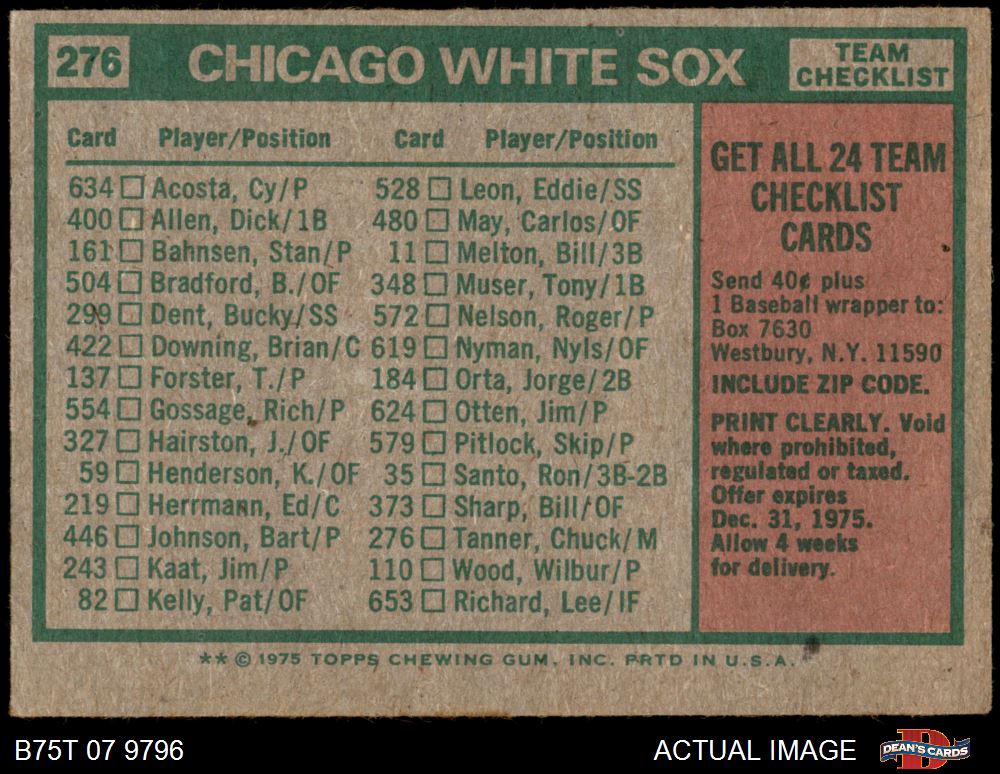 276 CHICAGO WHITE SOX TEAM CHECKLIST
Card Player/Position Card Player/Position
634 Acosta, Cy/P
400 Allen, Dick/1B
161 Bahnsen, Stan/P
504 Bradford, B./OF
299 Dent, Bucky/SS
422 Downing, Brian/C
137 Forster, T./P
554 Gossage, Rich/P
327 Hairston, J./OF
59 Henderson, K./OF
219 Herrmann, Ed/C
446 Johnson, Bart/P
243 Kaat, Jim/P
82 Kelly, Pat/OF
528 Leon, Eddie/SS
480 May, Carlos/OF
11 Melton, Bill/3B
348 Muser, Tony/1B
572 Nelson, Roger/P
619 Nyman, Nyls/OF
184 Orta, Jorge/2B
624 Otten, Jim/P
579 Pitlock, Skip/P
35 Santo, Ron/3B-2B
373 Sharp, Bill/OF
276 Tanner, Chuck/M
110 Wood, Wilbur/P
653 Richard, Lee/IF
GET ALL 24 TEAM
CHECKLIST
CARDS
Send 40¢ plus
1 Baseball wrapper to:
Box 7630
Westbury, N.Y. 11590
INCLUDE ZIP CODE.
PRINT CLEARLY. Void
where prohibited,
regulated or taxed.
Offer expires
Dec. 31, 1975.
Allow 4 weeks
for delivery.
** © 1975 TOPPS CHEWING GUM, INC. PRTD IN U.S.A.
B75T 07 9796 ACTUAL IMAGE
DEAN'S CARDS